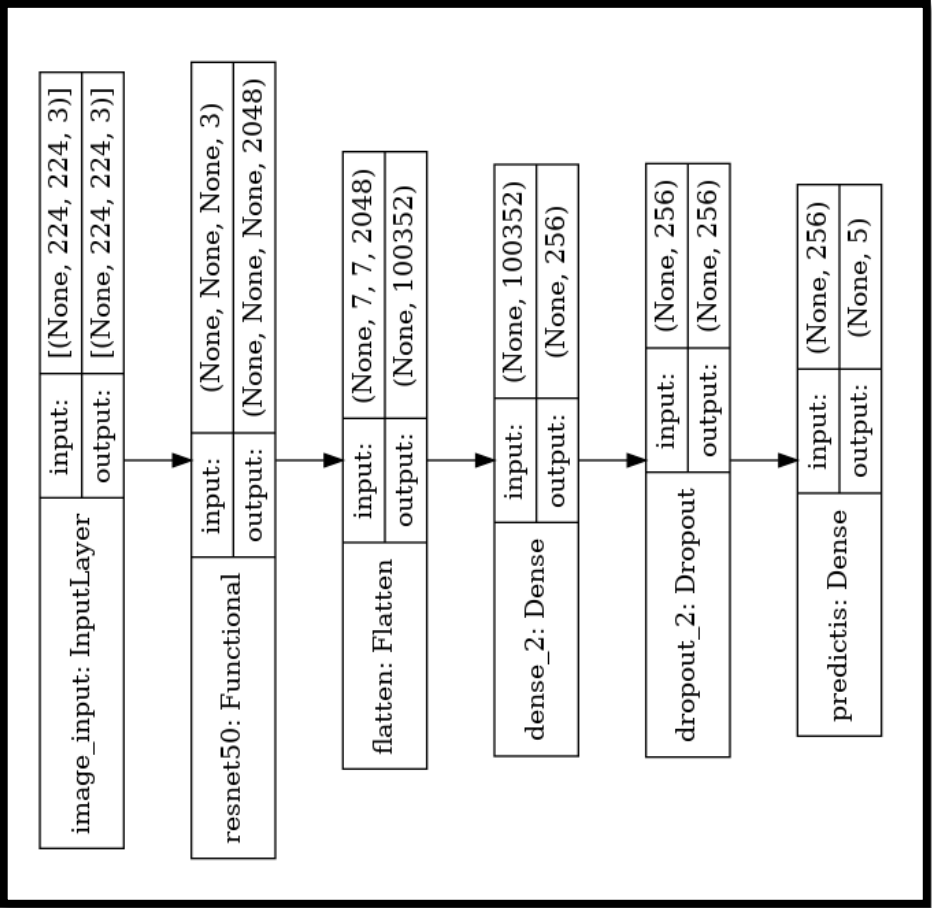 image_input: InputLayer
input:
[(None, 224, 224, 3)]
output:
[(None, 224, 224, 3)]
resnet50: Functional
input:
(None, None, None, 3)
output:
(None, None, None, 2048)
flatten: Flatten
input:
(None, 7, 7, 2048)
output:
(None, 100352)
dense_2: Dense
input:
(None, 100352)
output:
(None, 256)
dropout_2: Dropout
input:
(None, 256)
output:
(None, 256)
predictis: Dense
input:
(None, 256)
output:
(None, 5)